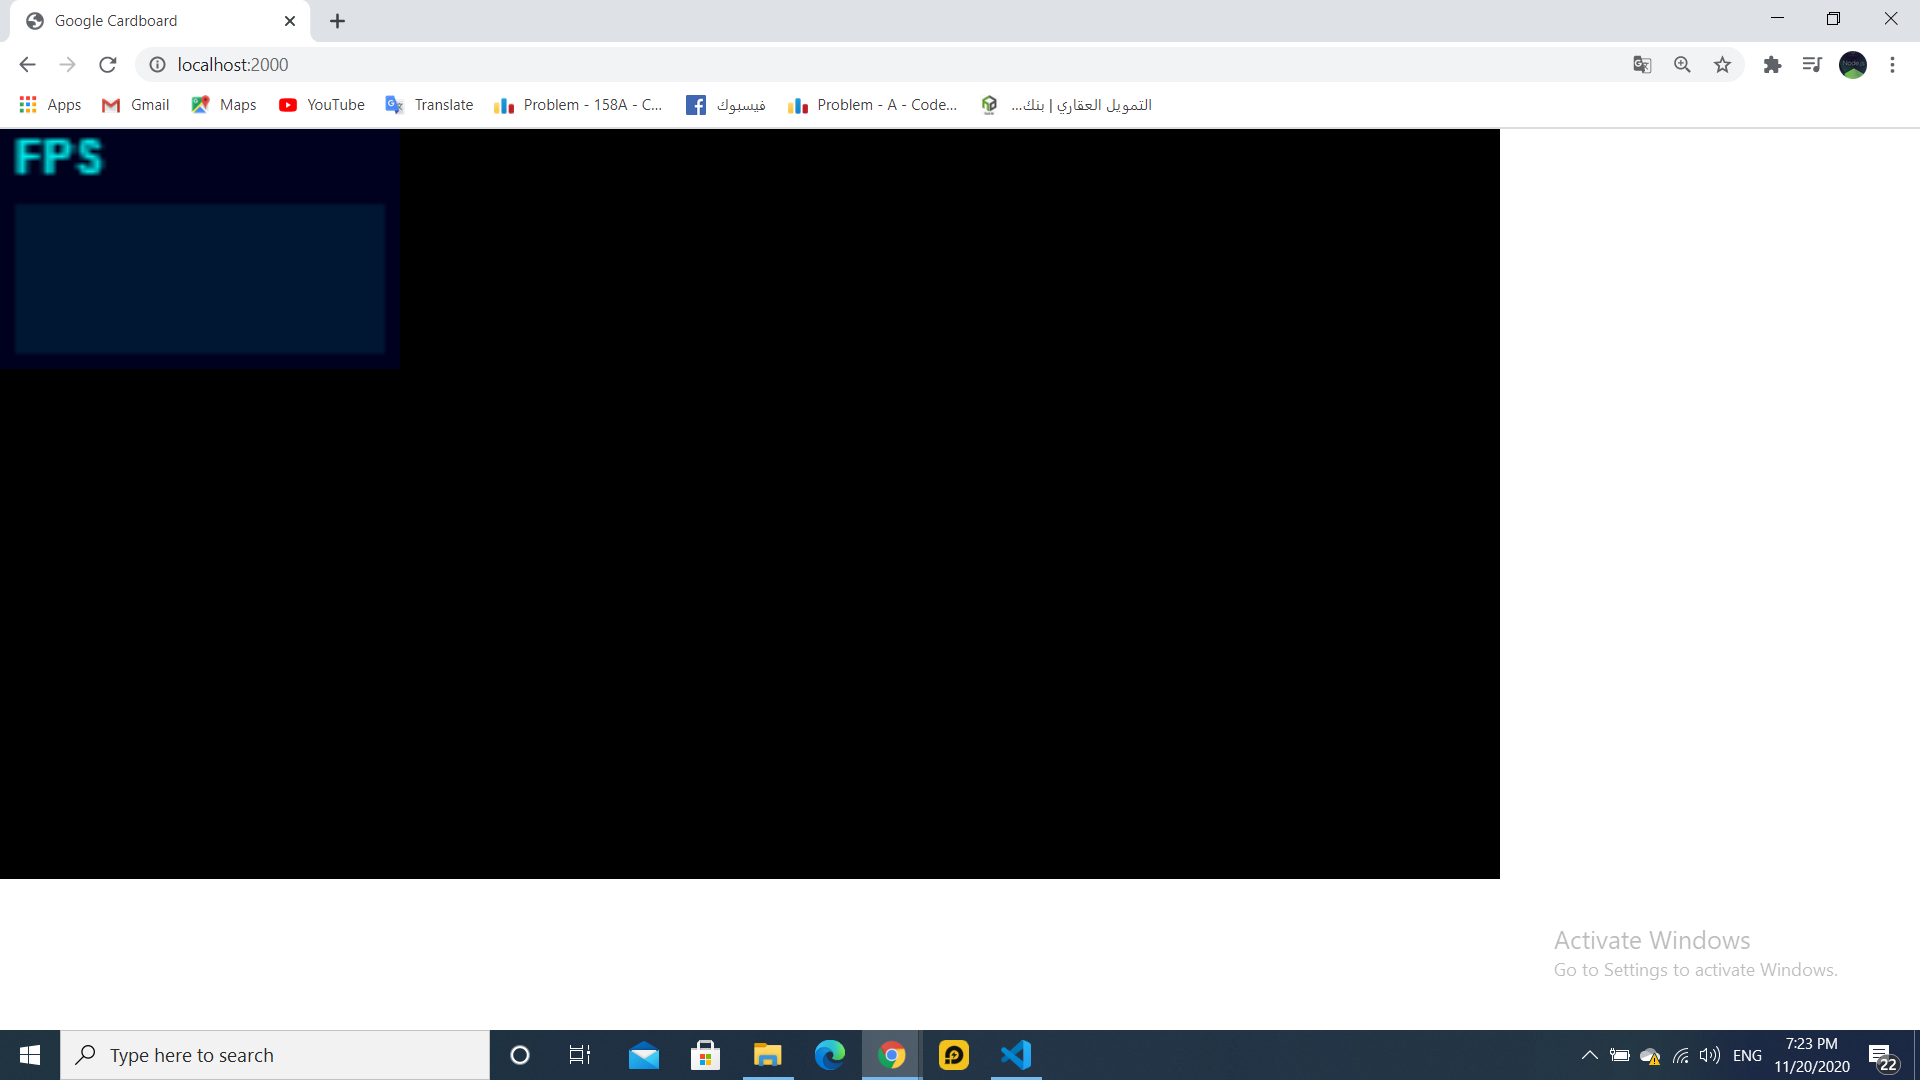 Google Cardboard
localhost:2000
Apps Gmail Maps YouTube Translate Problem - 158A - C... فيسبوك Problem - A - Code... التمويل العقاري | بنك...
FPS
Activate Windows
Go to Settings to activate Windows.
Type here to search
ENG
7:23 PM
11/20/2020
22